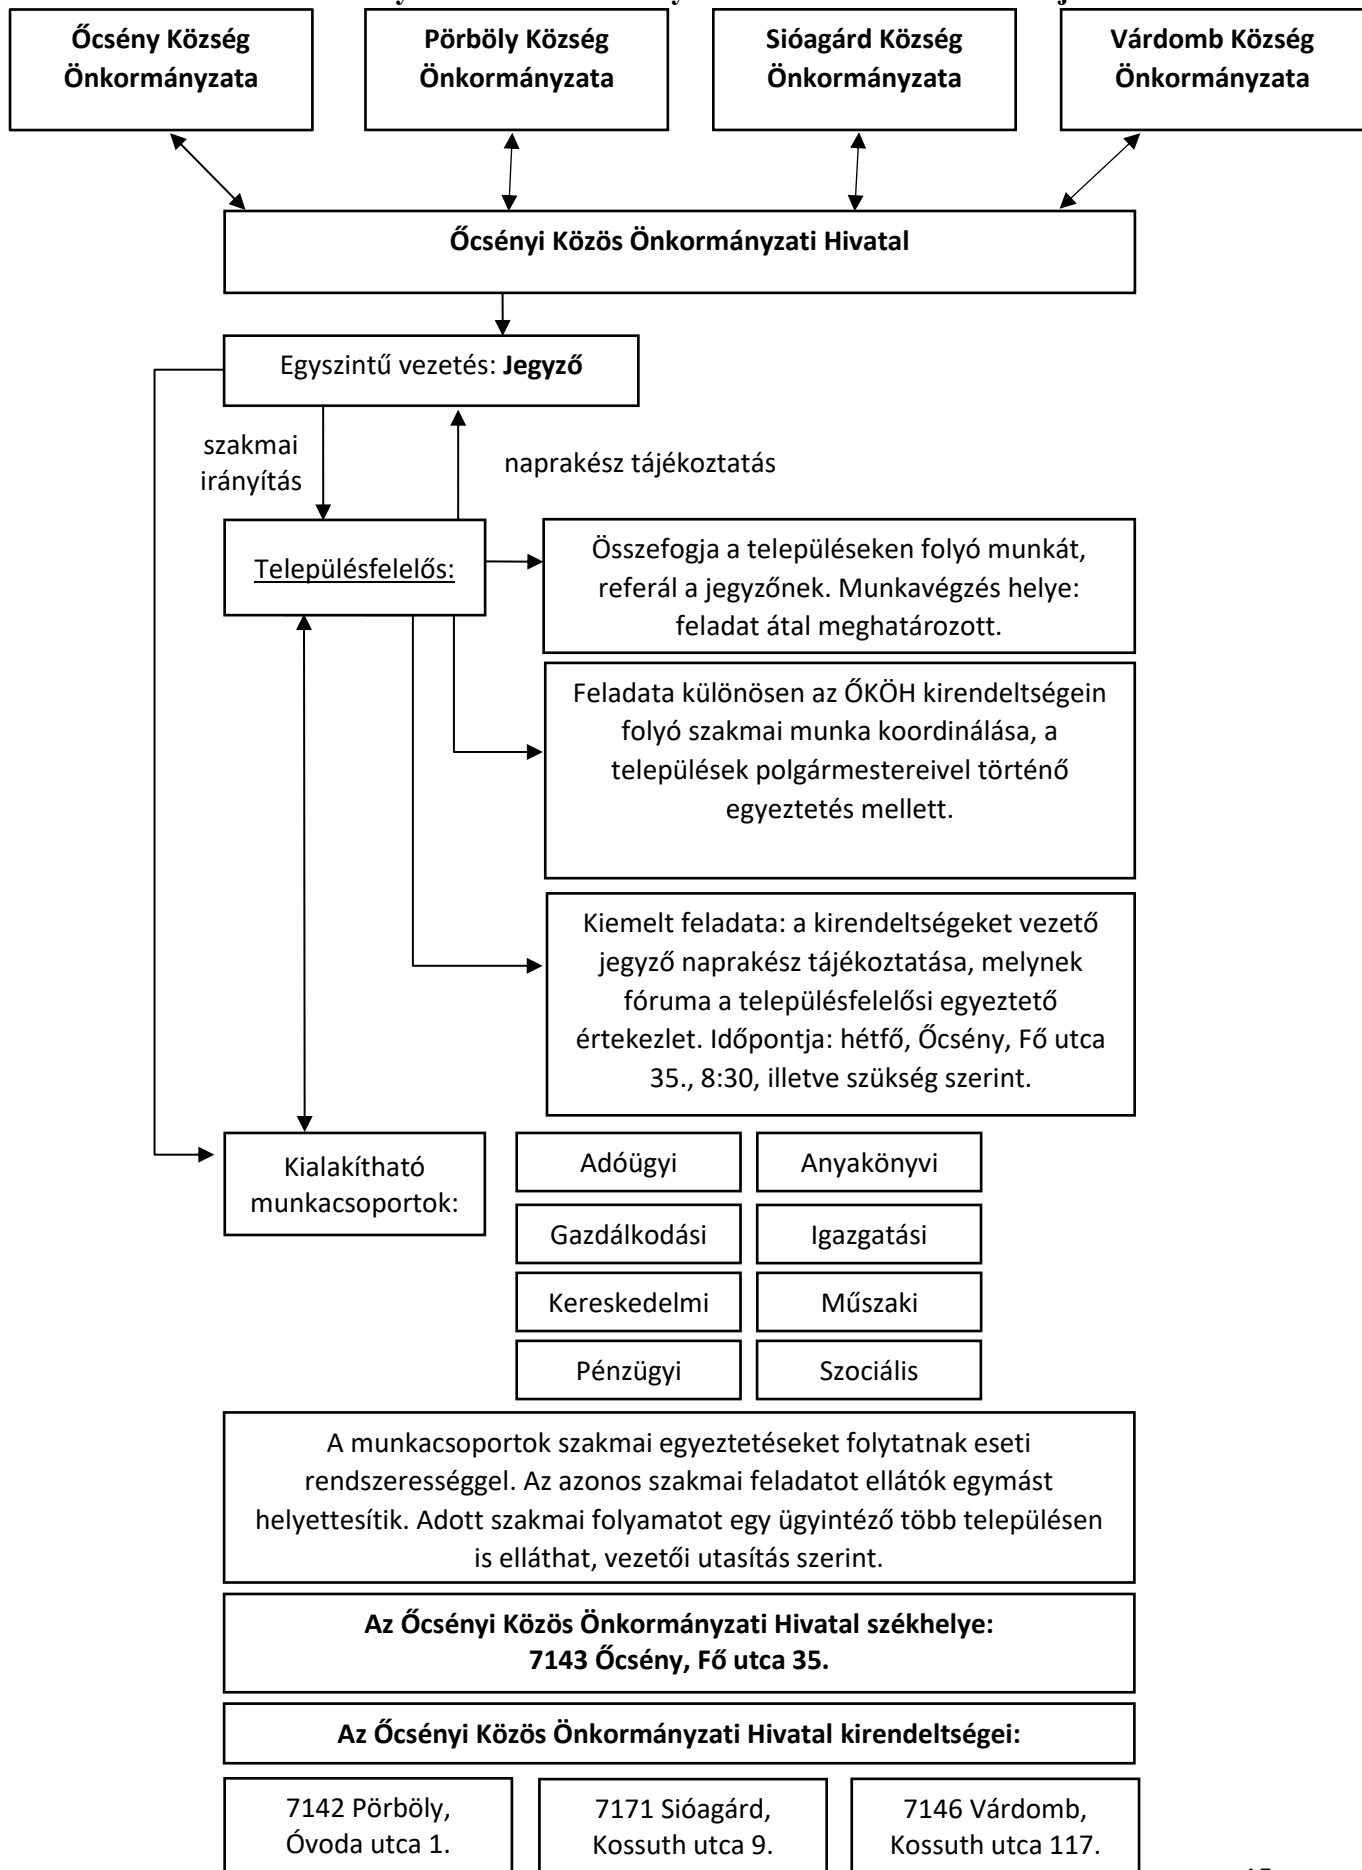 Őcsény Község
Önkormányzata
Pörböly Község
Önkormányzata
Sióagárd Község
Önkormányzata
Várdomb Község
Önkormányzata
Őcsényi Közös Önkormányzati Hivatal
Egyszintű vezetés: Jegyző
szakmai
irányítás
naprakész tájékoztatás
Településfelelős:
Összefogja a településeken folyó munkát,
referál a jegyzőnek. Munkavégzés helye:
feladat átal meghatározott.
Feladata különösen az ŐKÖH kirendeltségein
folyó szakmai munka koordinálása, a
települések polgármestereivel történő
egyeztetés mellett.
Kiemelt feladata: a kirendeltségeket vezető
jegyző naprakész tájékoztatása, melynek
fóruma a településfelelősi egyeztető
értekezlet. Időpontja: hétfő, Őcsény, Fő utca
35., 8:30, illetve szükség szerint.
Kialakítható
munkacsoportok:
Adóügyi
Anyakönyvi
Gazdálkodási
Igazgatási
Kereskedelmi
Műszaki
Pénzügyi
Szociális
A munkacsoportok szakmai egyeztetéseket folytatnak eseti
rendszerességgel. Az azonos szakmai feladatot ellátók egymást
helyettesítik. Adott szakmai folyamatot egy ügyintéző több településen
is elláthat, vezetői utasítás szerint.
Az Őcsényi Közös Önkormányzati Hivatal székhelye:
7143 Őcsény, Fő utca 35.
Az Őcsényi Közös Önkormányzati Hivatal kirendeltségei:
7142 Pörböly,
Óvoda utca 1.
7171 Sióagárd,
Kossuth utca 9.
7146 Várdomb,
Kossuth utca 117.